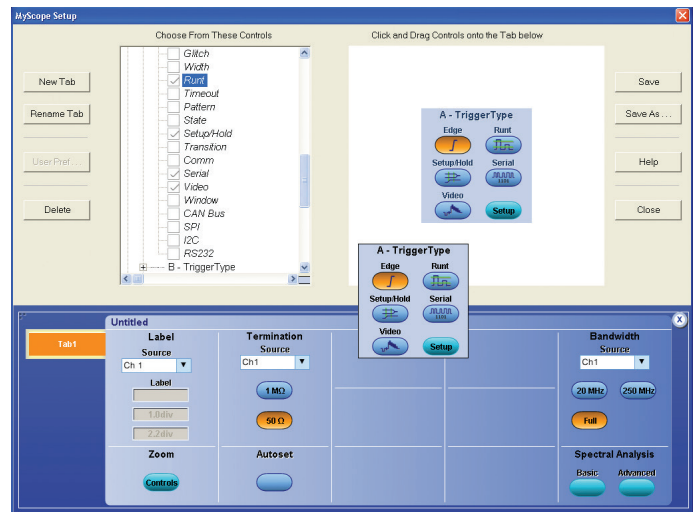 MyScope Setup
Choose From These Controls
Click and Drag Controls onto the Tab below
New Tab
Rename Tab
User Pref. . .
Delete
Glitch
Width
Runt
Timeout
Pattern
State
Setup/Hold
Transition
Comm
Serial
Video
Window
CAN Bus
SPI
I2C
RS232
B - TriggerType
A - TriggerType
Edge Runt
Setup/Hold Serial
1101
Video
Setup
Save
Save As . . .
Help
Close
A - TriggerType
Edge Runt
Setup/Hold Serial
1101
Video
Setup
Tab1
Untitled
Label
Source
Ch 1
Label
1.0div
2.2div
Zoom
Controls
Termination
Source
Ch1
1 MΩ
50 Ω
Autoset
Bandwidth
Source
Ch1
20 MHz 250 MHz
Full
Spectral Analysis
Basic Advanced